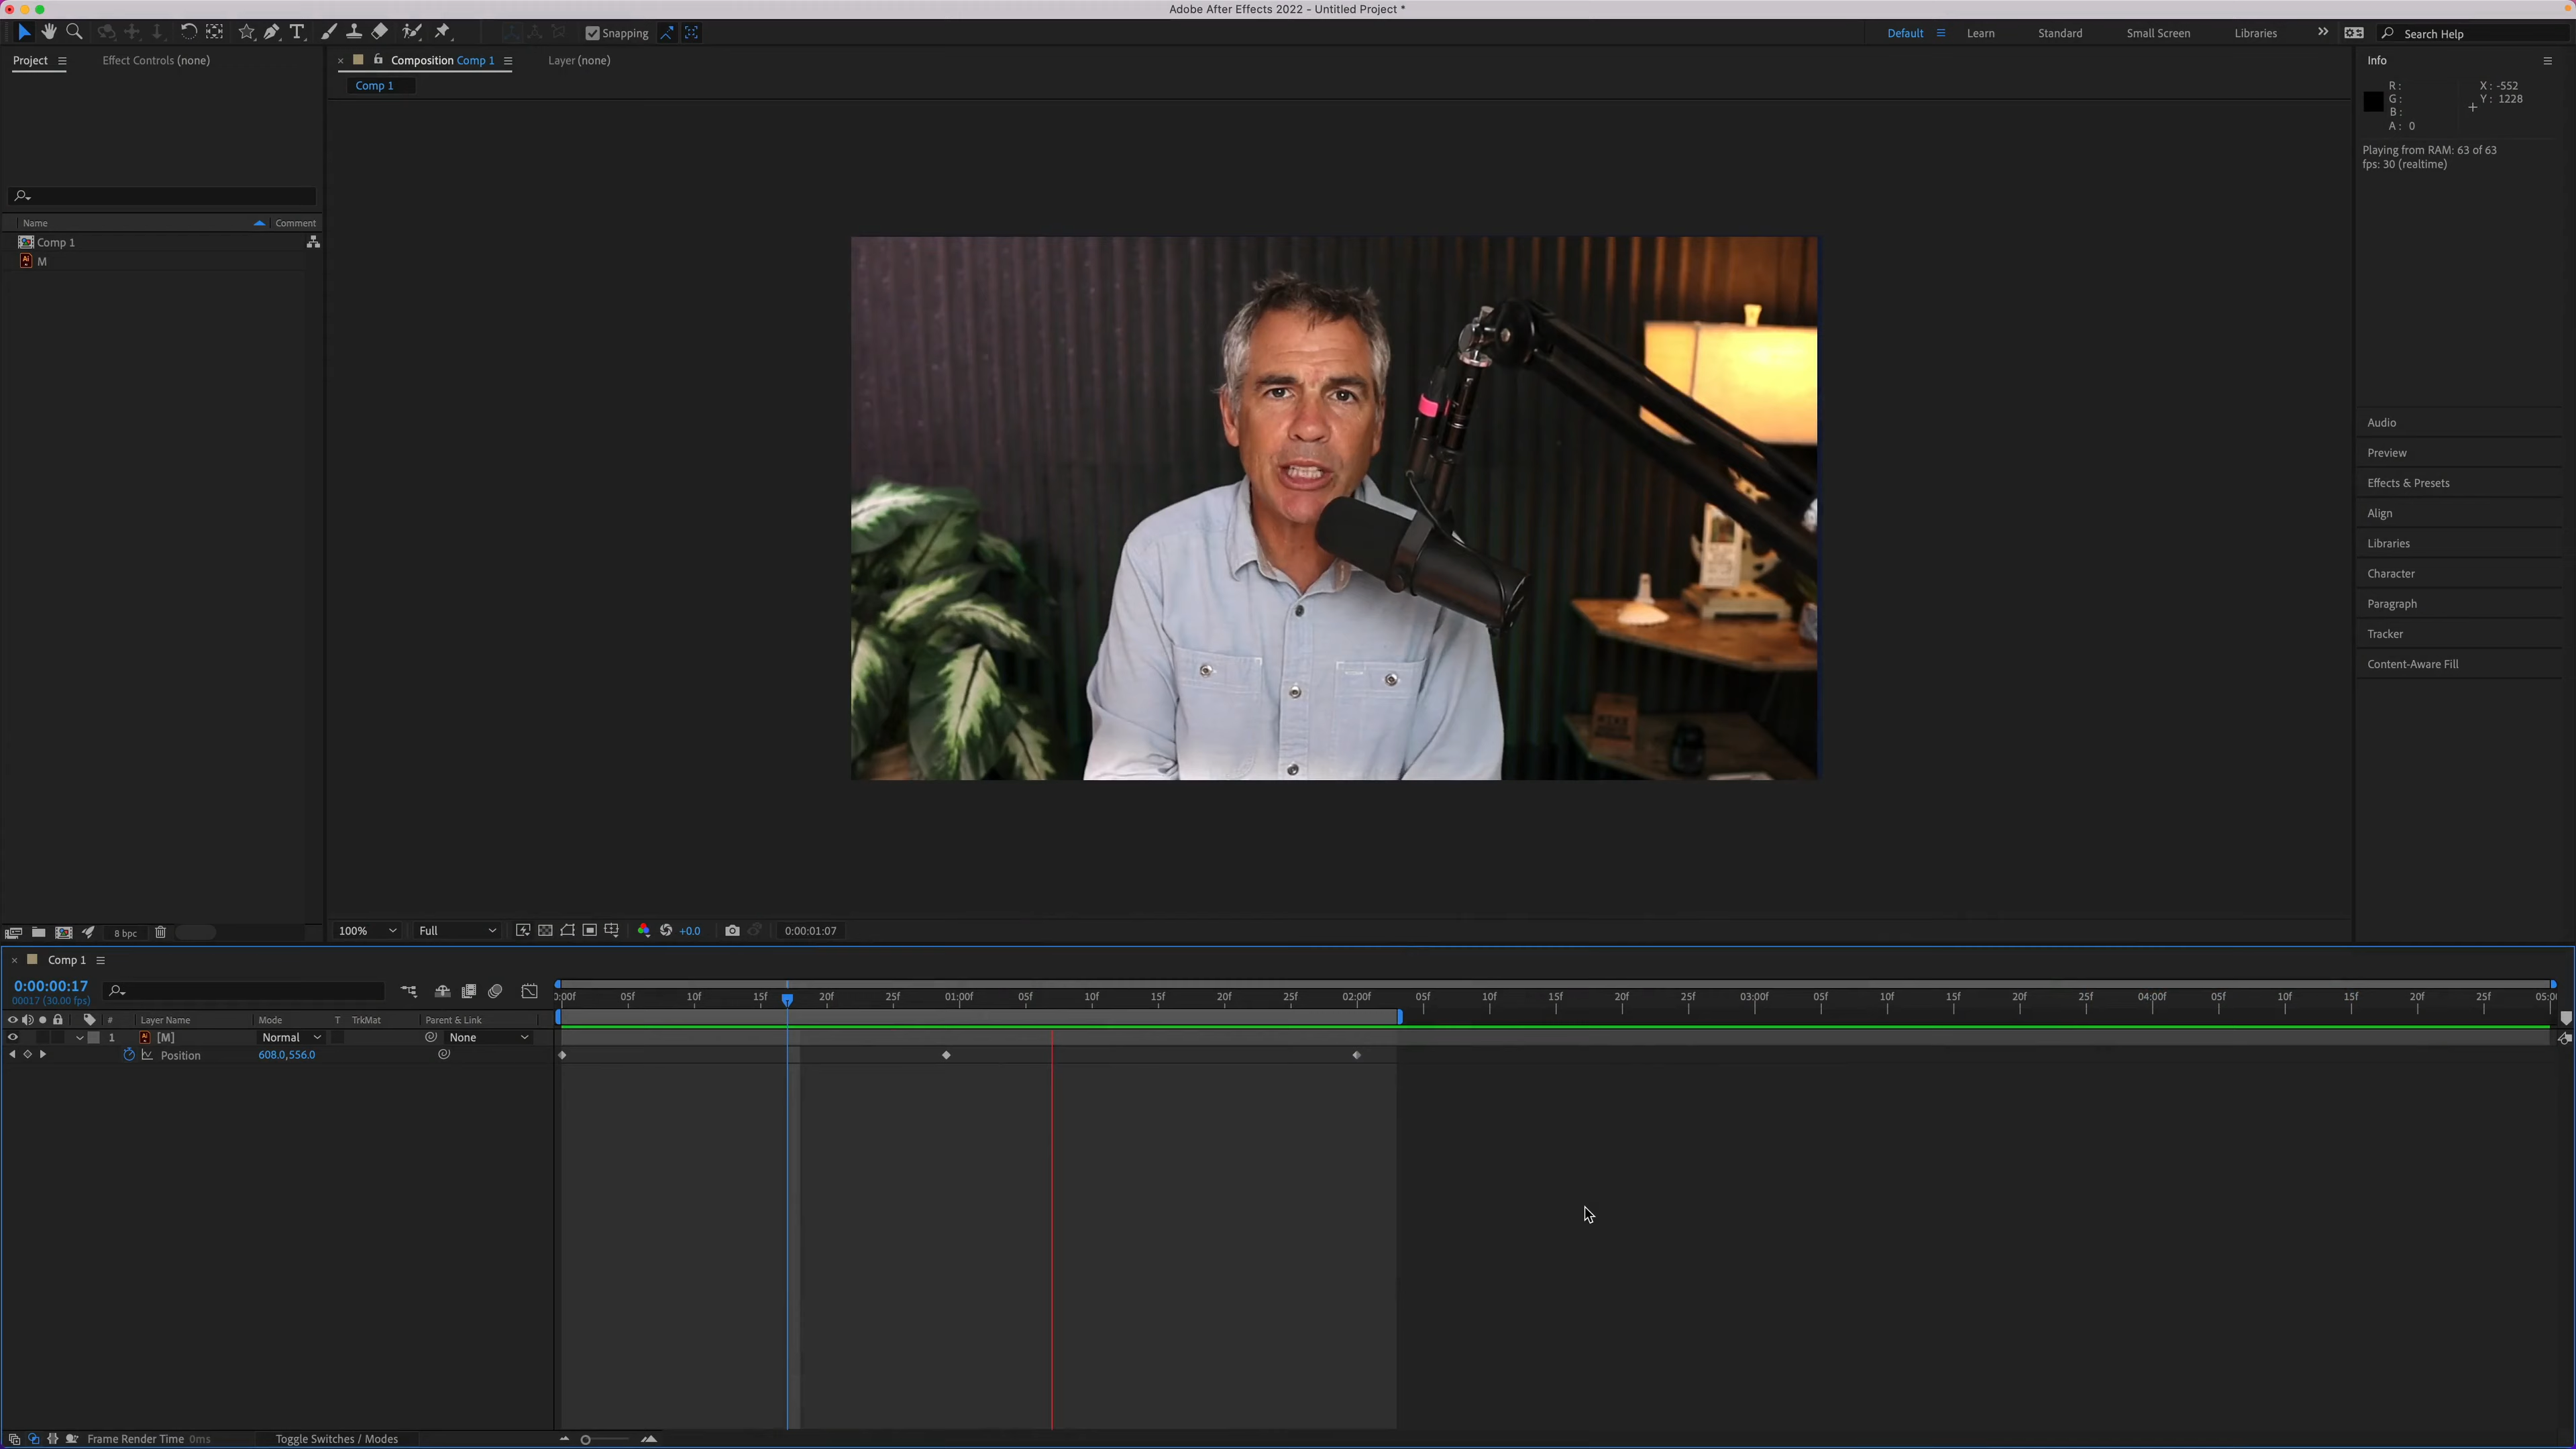 Adobe After Effects 2022 - Untitled Project *
Snapping
Default
Learn
Standard
Small Screen
Libraries
Search Help
Project
Effect Controls (none)
Composition Comp 1
Layer (none)
Comp 1
Info
R :
G :
B :
A : 0
X : -552
Y : 1228
Playing from RAM: 63 of 63
fps: 30 (realtime)
Name
Comment
Comp 1
M
Audio
Preview
Effects & Presets
Align
Libraries
Character
Paragraph
Tracker
Content-Aware Fill
8 bpc
100%
Full
+0.0
0:00:01:07
Comp 1
0:00:00:17
00017 (30.00 fps)
0:00f 05f 10f 15f 20f 25f 01:00f 05f 10f 15f 20f 25f 02:00f 05f 10f 15f 20f 25f 03:00f 05f 10f 15f 20f 25f 04:00f 05f 10f 15f 20f 25f 05:00
# Layer Name Mode T TrkMat Parent & Link
1 [M] Normal None
Position 608.0,556.0
Frame Render Time 0ms
Toggle Switches / Modes